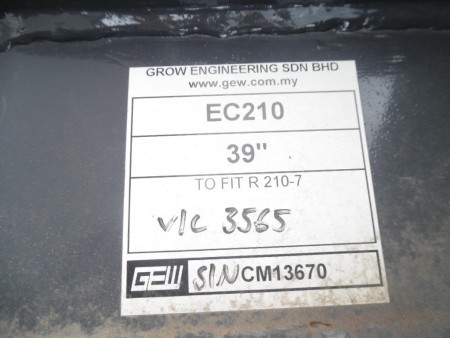 GROW ENGINEERING SDN BHD
www.gew.com.my
EC210
39"
TO FIT R 210-7
V/C 3565
GEW S/N CM13670